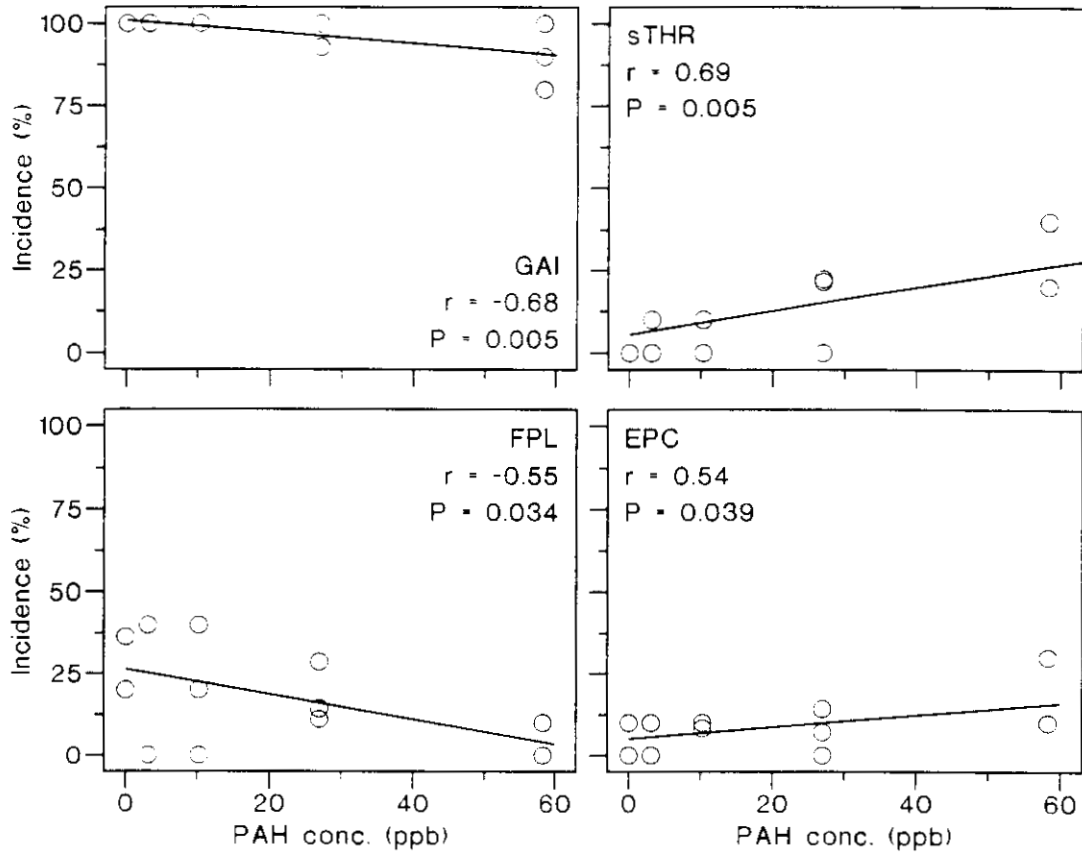 Incidence (%)
100
75
50
25
0
GAI
r = -0.68
P = 0.005
sTHR
r = 0.69
P = 0.005
Incidence (%)
100
75
50
25
0
FPL
r = -0.55
P = 0.034
EPC
r = 0.54
P = 0.039
0 20 40 60
PAH conc. (ppb)
0 20 40 60
PAH conc. (ppb)